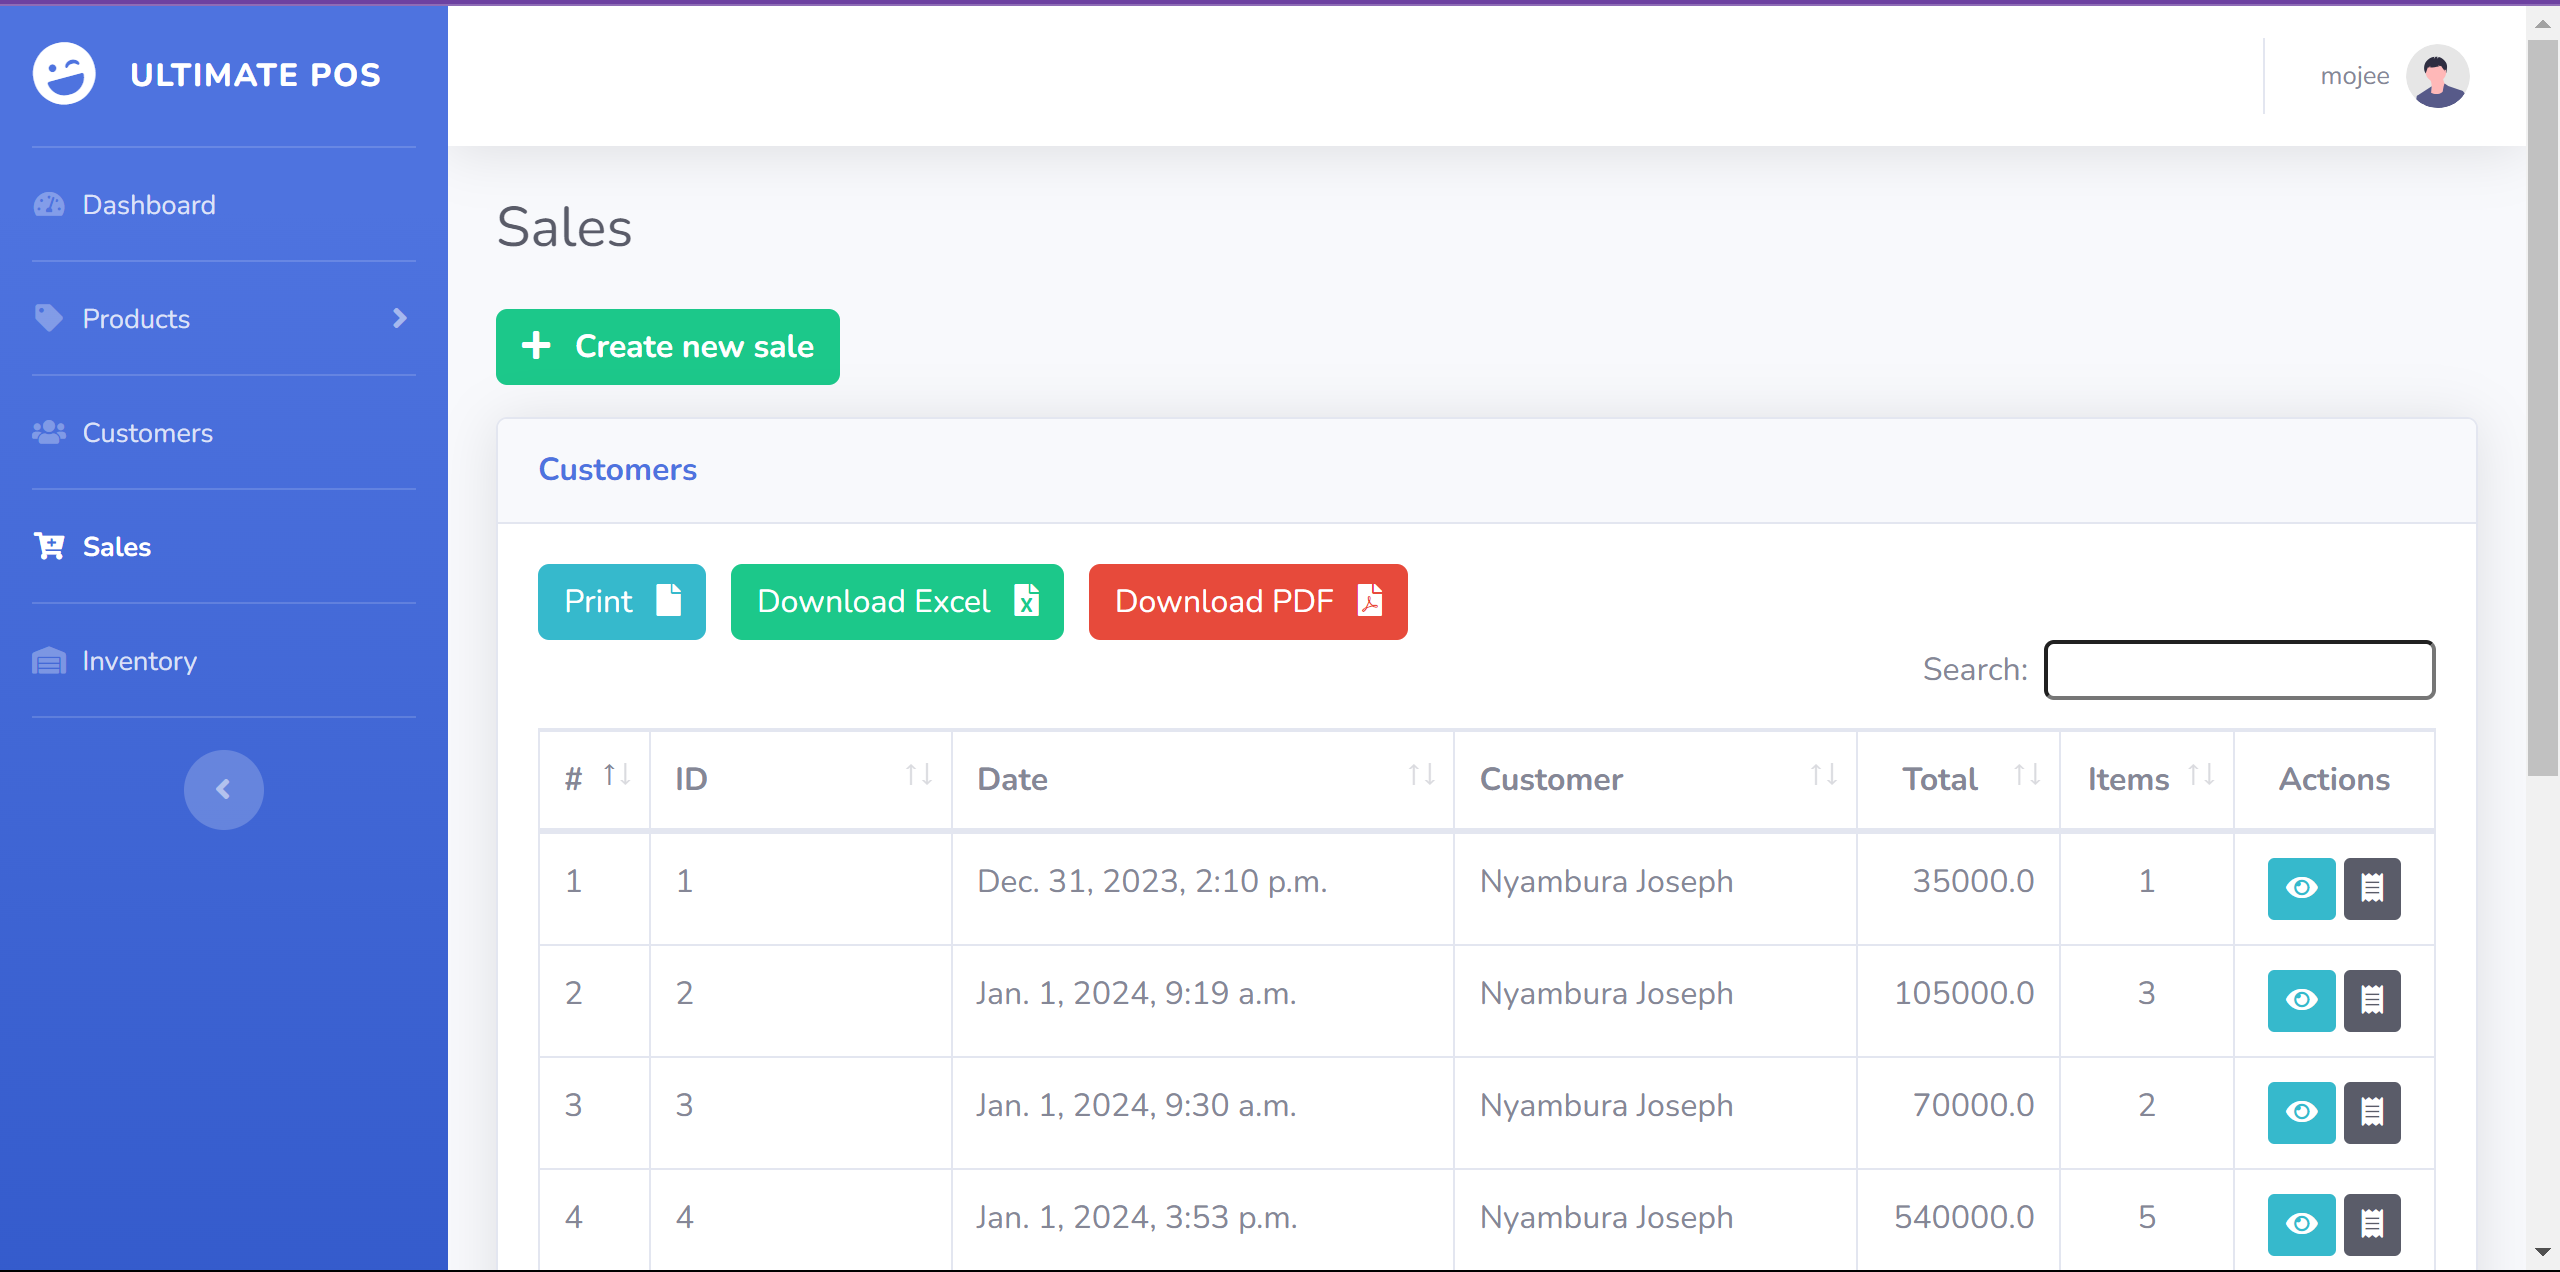 ULTIMATE POS
mojee
Dashboard
Products
Customers
Sales
Inventory
Sales
Create new sale
Customers
Print Download Excel Download PDF
Search:
# ID Date Customer Total Items Actions
1 1 Dec. 31, 2023, 2:10 p.m. Nyambura Joseph 35000.0 1
2 2 Jan. 1, 2024, 9:19 a.m. Nyambura Joseph 105000.0 3
3 3 Jan. 1, 2024, 9:30 a.m. Nyambura Joseph 70000.0 2
4 4 Jan. 1, 2024, 3:53 p.m. Nyambura Joseph 540000.0 5